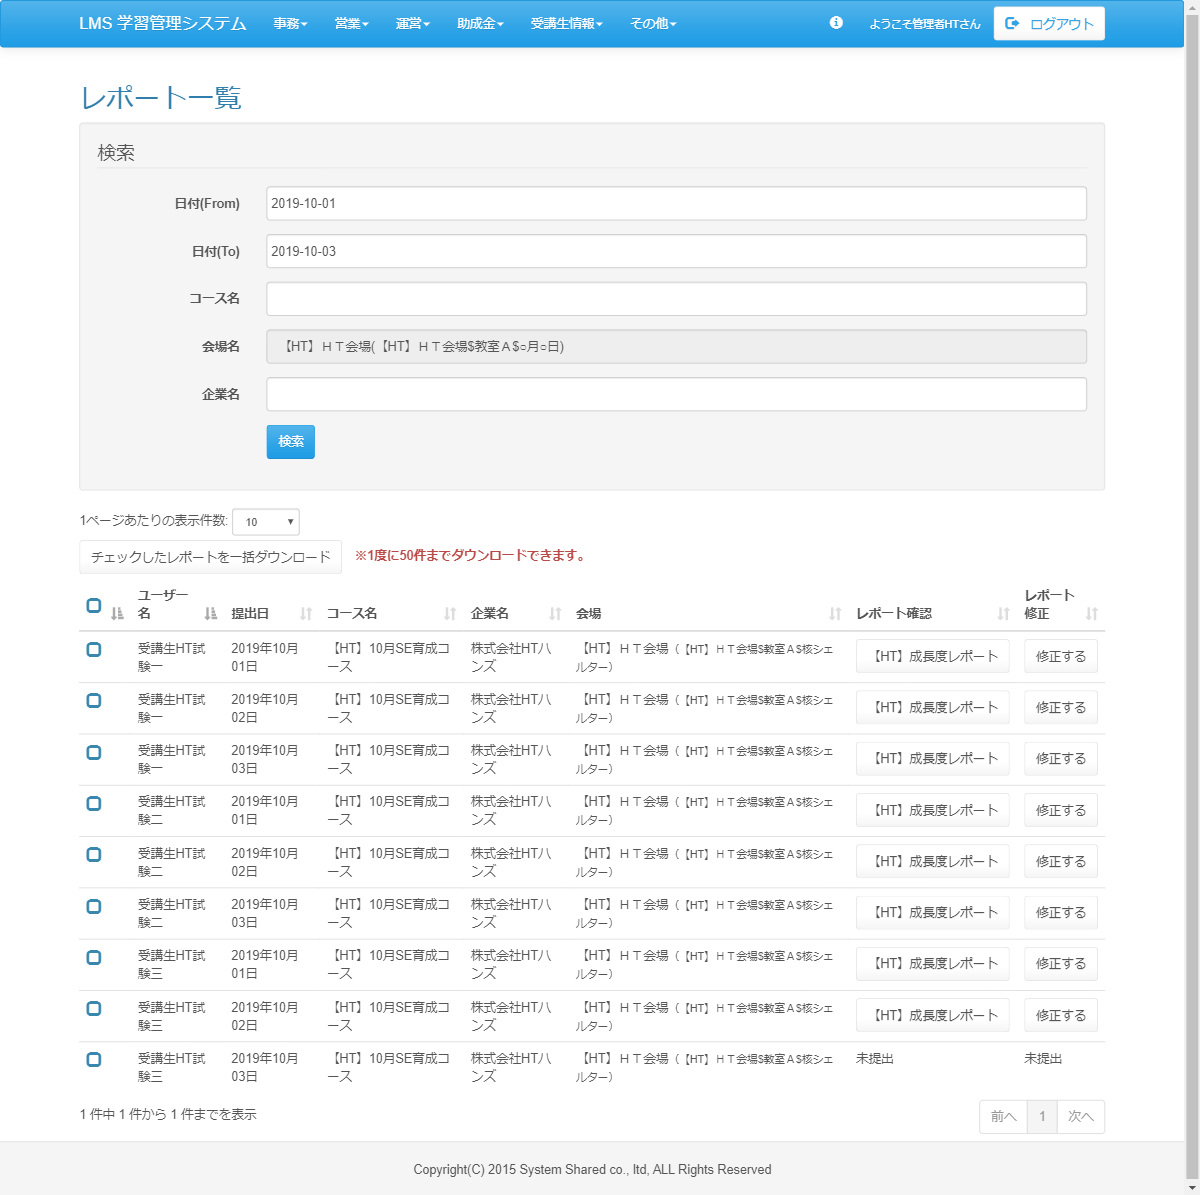 LMS 学習管理システム 事務 営業 運営 助成金 受講生情報 その他 ようこそ管理者HTさん ログアウト
レポート一覧
検索
日付(From) 2019-10-01
日付(To) 2019-10-03
コース名
会場名 【HT】ＨＴ会場(【HT】ＨＴ会場$教室Ａ$○月○日)
企業名
検索
1ページあたりの表示件数: 10
チェックしたレポートを一括ダウンロード ※1度に50件までダウンロードできます。
ユーザー レポート
名 提出日 コース名 企業名 会場 レポート確認 修正
受講生HT試 2019年10月 【HT】10月SE育成コ 株式会社HTハ 【HT】ＨＴ会場（【HT】ＨＴ会場$教室Ａ$核シェ 【HT】成長度レポート 修正する
験一 01日 ース ンズ ルター）
受講生HT試 2019年10月 【HT】10月SE育成コ 株式会社HTハ 【HT】ＨＴ会場（【HT】ＨＴ会場$教室Ａ$核シェ 【HT】成長度レポート 修正する
験一 02日 ース ンズ ルター）
受講生HT試 2019年10月 【HT】10月SE育成コ 株式会社HTハ 【HT】ＨＴ会場（【HT】ＨＴ会場$教室Ａ$核シェ 【HT】成長度レポート 修正する
験一 03日 ース ンズ ルター）
受講生HT試 2019年10月 【HT】10月SE育成コ 株式会社HTハ 【HT】ＨＴ会場（【HT】ＨＴ会場$教室Ａ$核シェ 【HT】成長度レポート 修正する
験二 01日 ース ンズ ルター）
受講生HT試 2019年10月 【HT】10月SE育成コ 株式会社HTハ 【HT】ＨＴ会場（【HT】ＨＴ会場$教室Ａ$核シェ 【HT】成長度レポート 修正する
験二 02日 ース ンズ ルター）
受講生HT試 2019年10月 【HT】10月SE育成コ 株式会社HTハ 【HT】ＨＴ会場（【HT】ＨＴ会場$教室Ａ$核シェ 【HT】成長度レポート 修正する
験二 03日 ース ンズ ルター）
受講生HT試 2019年10月 【HT】10月SE育成コ 株式会社HTハ 【HT】ＨＴ会場（【HT】ＨＴ会場$教室Ａ$核シェ 【HT】成長度レポート 修正する
験三 01日 ース ンズ ルター）
受講生HT試 2019年10月 【HT】10月SE育成コ 株式会社HTハ 【HT】ＨＴ会場（【HT】ＨＴ会場$教室Ａ$核シェ 【HT】成長度レポート 修正する
験三 02日 ース ンズ ルター）
受講生HT試 2019年10月 【HT】10月SE育成コ 株式会社HTハ 【HT】ＨＴ会場（【HT】ＨＴ会場$教室Ａ$核シェ 未提出 未提出
験三 03日 ース ンズ ルター）
1 件中 1 件から 1 件までを表示 前へ 1 次へ
Copyright(C) 2015 System Shared co., ltd, ALL Rights Reserved